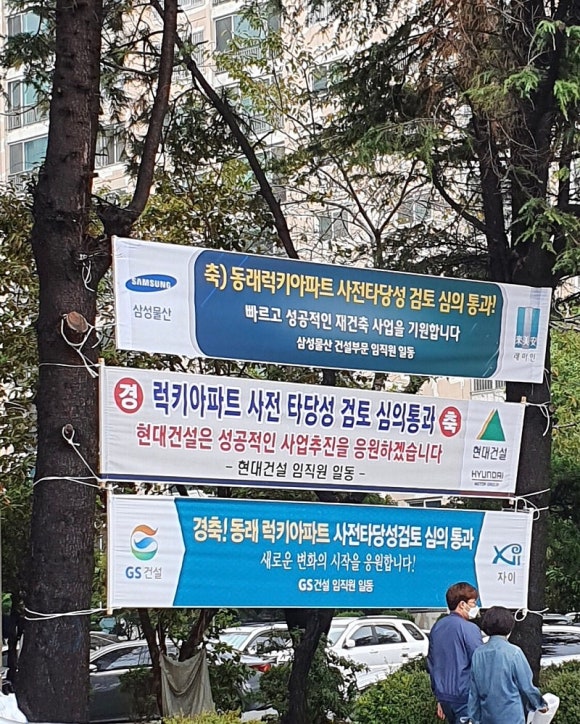 축) 동래럭키아파트 사전타당성 검토 심의 통과!
SAMSUNG
삼성물산
빠르고 성공적인 재건축 사업을 기원합니다
삼성물산 건설부문 임직원 일동
來美安
래미안
경 럭키아파트 사전 타당성 검토 심의통과 축
현대건설은 성공적인 사업추진을 응원하겠습니다
- 현대건설 임직원 일동 -
현대건설
HYUNDAI
MOTOR GROUP
경축! 동래 럭키아파트 사전타당성검토 심의 통과
새로운 변화의 시작을 응원합니다!
GS건설 임직원 일동
GS건설
Xi
자이